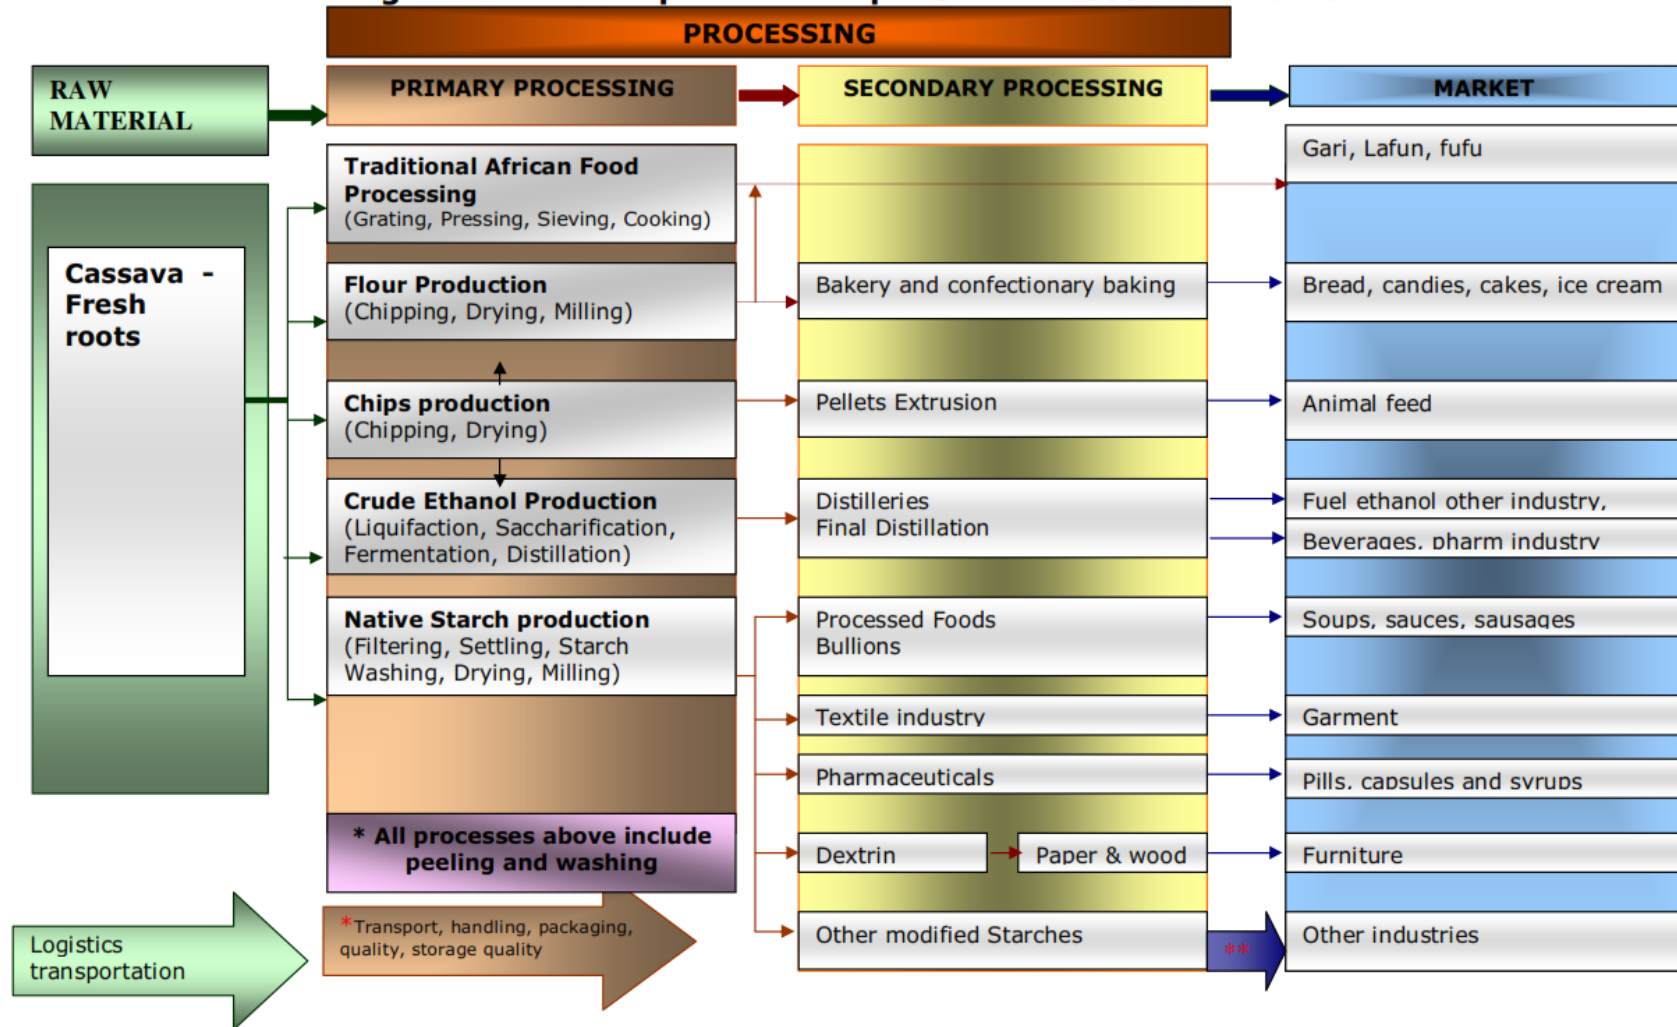 PROCESSING
RAW
MATERIAL
PRIMARY PROCESSING
SECONDARY PROCESSING
MARKET
Cassava -
Fresh
roots
Traditional African Food
Processing
(Grating, Pressing, Sieving, Cooking)
Gari, Lafun, fufu
Flour Production
(Chipping, Drying, Milling)
Bakery and confectionary baking
Bread, candies, cakes, ice cream
Chips production
(Chipping, Drying)
Pellets Extrusion
Animal feed
Crude Ethanol Production
(Liquifaction, Saccharification,
Fermentation, Distillation)
Distilleries
Final Distillation
Fuel ethanol other industry,
Beverages, pharm industry
Native Starch production
(Filtering, Settling, Starch
Washing, Drying, Milling)
Processed Foods
Bullions
Soups, sauces, sausages
Textile industry
Garment
Pharmaceuticals
Pills, capsules and syrups
* All processes above include
peeling and washing
Dextrin
Paper & wood
Furniture
Logistics
transportation
*Transport, handling, packaging,
quality, storage quality
Other modified Starches
**
Other industries